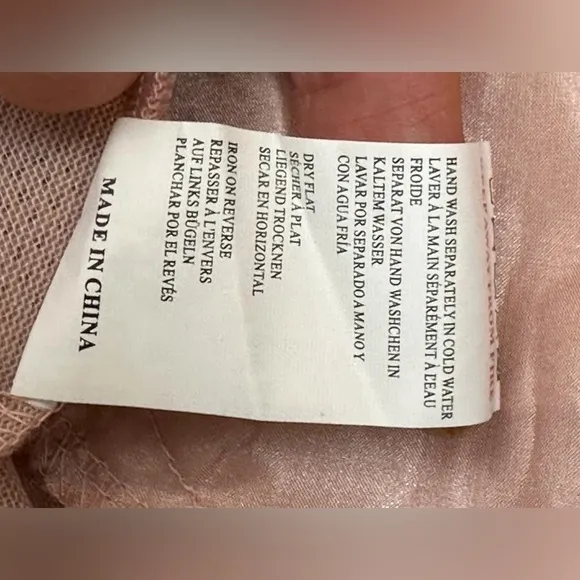 HAND WASH SEPARATELY IN COLD WATER
LAVER À LA MAIN SÉPARÉMENT À L'EAU
FROIDE
SEPARAT VON HAND WASHCHEN IN
KALTEM WASSER
LAVAR POR SEPARADO A MANO Y
CON AGUA FRÍA
DRY FLAT
SÉCHER À PLAT
LIEGEND TROCKNEN
SECAR EN HORIZONTAL
IRON ON REVERSE
REPASSER À L'ENVERS
AUF LINKS BÜGELN
PLANCHAR POR EL REVÉS
MADE IN CHINA